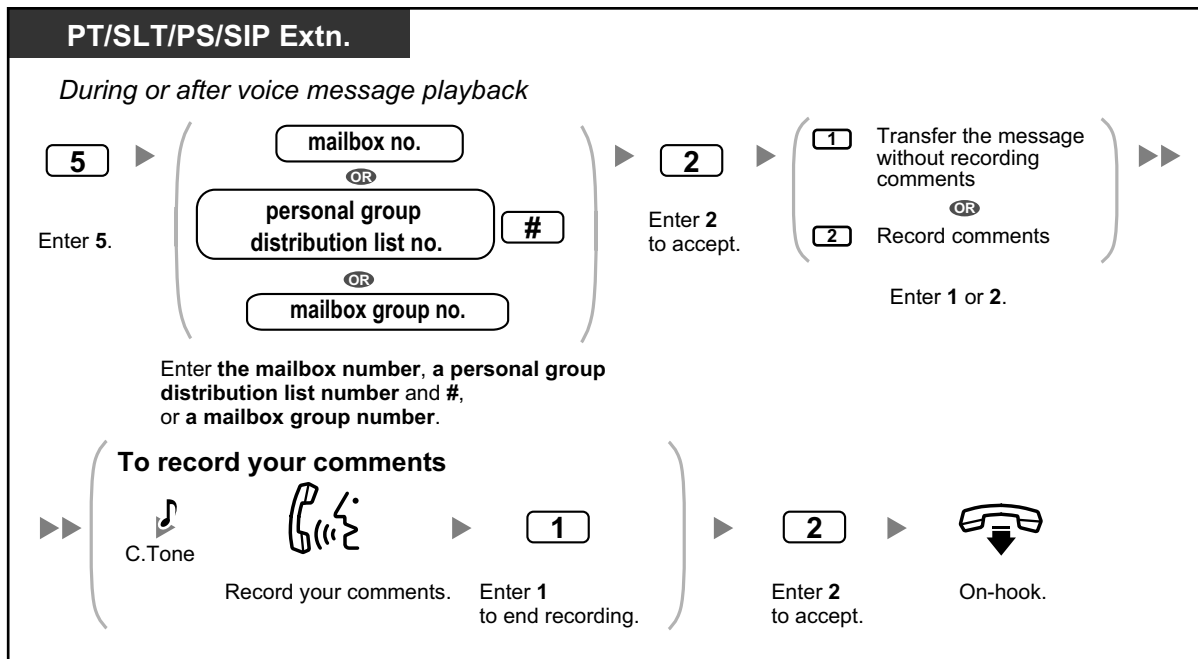 PT/SLT/PS/SIP Extn.
During or after voice message playback
5
Enter 5.
mailbox no.
OR
personal group
distribution list no.
#
OR
mailbox group no.
Enter the mailbox number, a personal group
distribution list number and #,
or a mailbox group number.
2
Enter 2
to accept.
1 Transfer the message
without recording
comments
OR
2 Record comments
Enter 1 or 2.
To record your comments
C.Tone
Record your comments.
1
Enter 1
to end recording.
2
Enter 2
to accept.
On-hook.